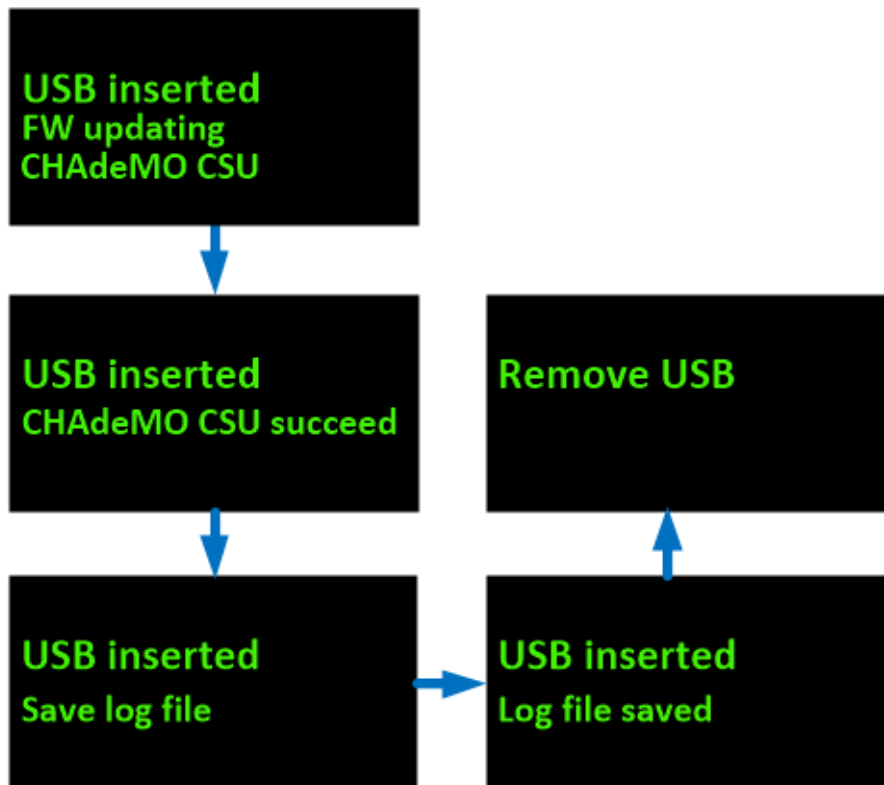 USB inserted
FW updating
CHAdeMO CSU
USB inserted
CHAdeMO CSU succeed
USB inserted
Save log file
USB inserted
Log file saved
Remove USB